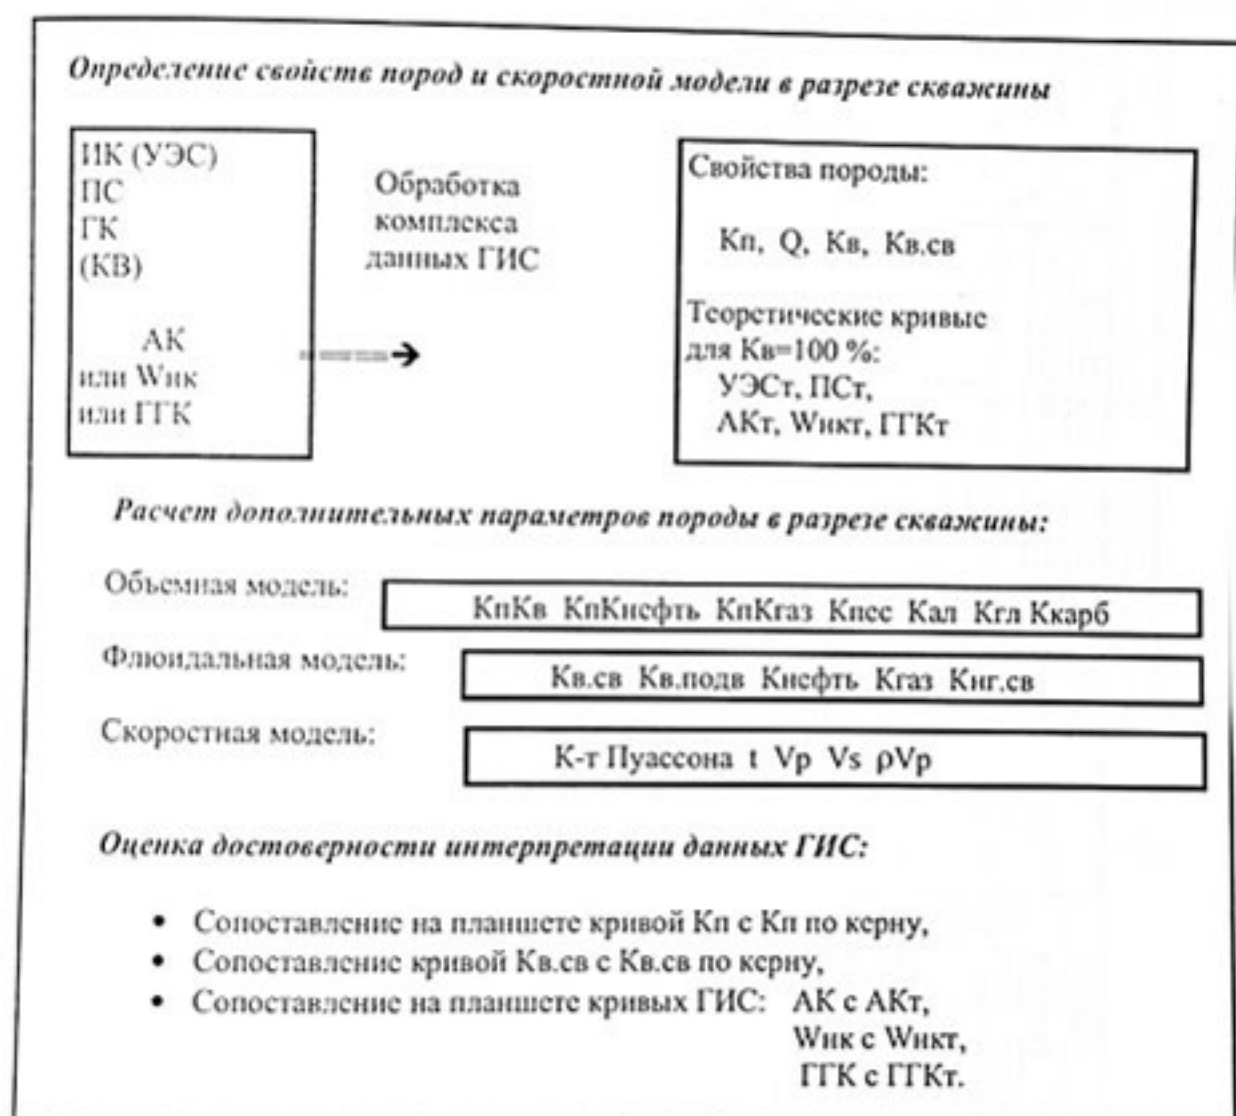 Определение свойств пород и скоростной модели в разрезе скважины
ИК (УЭС)
ПС
ГК
(КВ)
АК
или Wнк
или ГГК
Обработка
комплекса
данных ГИС
Свойства породы:
Кп, Q, Кв, Кв.св
Теоретические кривые
для Кв=100 %:
УЭСт, ПСт,
АКт, Wнкт, ГГКт
Расчет дополнительных параметров породы в разрезе скважины:
Объемная модель:
КпКв КпКнефть КпКгаз Кпес Кал Кгл Ккарб
Флюидальная модель:
Кв.св Кв.подв Кнефть Кгаз Кнг.св
Скоростная модель:
К-т Пуассона t Vp Vs ρVp
Оценка достоверности интерпретации данных ГИС:
• Сопоставление на планшете кривой Кп с Кп по керну,
• Сопоставление кривой Кв.св с Кв.св по керну,
• Сопоставление на планшете кривых ГИС: АК с АКт,
Wнк с Wнкт,
ГГК с ГГКт.